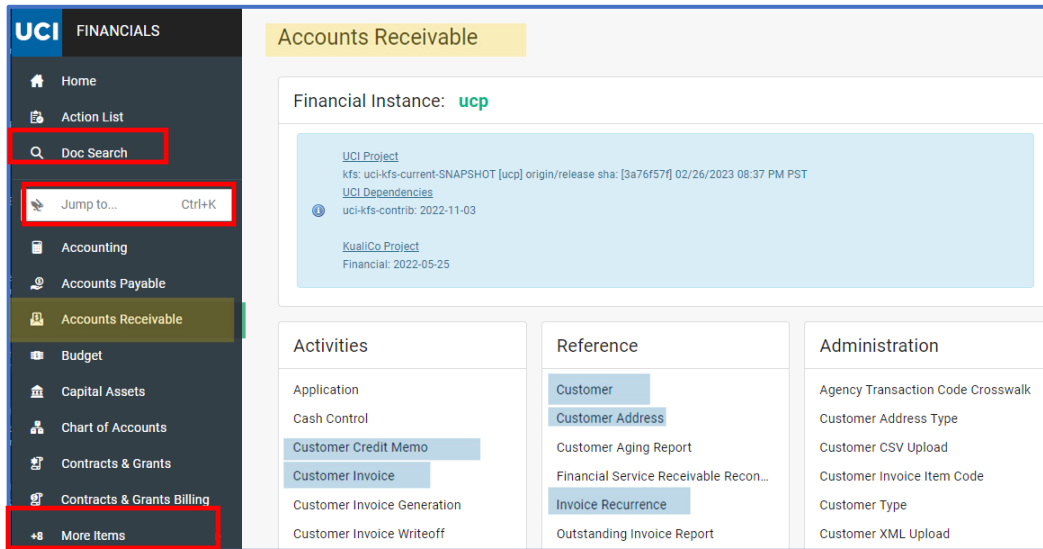 UCI FINANCIALS
Home
Action List
Doc Search
Jump to... Ctrl+K
Accounting
Accounts Payable
Accounts Receivable
Budget
Capital Assets
Chart of Accounts
Contracts & Grants
Contracts & Grants Billing
+8 More Items
Accounts Receivable
Financial Instance: ucp
UCI Project
kfs: uci-kfs-current-SNAPSHOT [ucp] origin/release sha: [3a76f57f] 02/26/2023 08:37 PM PST
UCI Dependencies
uci-kfs-contrib: 2022-11-03
KualiCo Project
Financial: 2022-05-25
Activities
Application
Cash Control
Customer Credit Memo
Customer Invoice
Customer Invoice Generation
Customer Invoice Writeoff
Reference
Customer
Customer Address
Customer Aging Report
Financial Service Receivable Recon...
Invoice Recurrence
Outstanding Invoice Report
Administration
Agency Transaction Code Crosswalk
Customer Address Type
Customer CSV Upload
Customer Invoice Item Code
Customer Type
Customer XML Upload